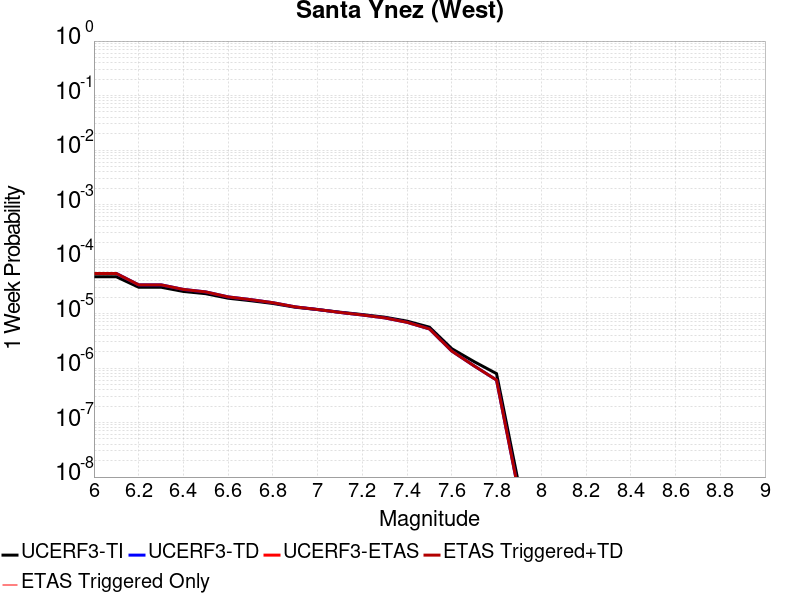 Santa Ynez (West)
10^0
10^-1
10^-2
10^-3
10^-4
10^-5
10^-6
10^-7
10^-8
1 Week Probability
6 6.2 6.4 6.6 6.8 7 7.2 7.4 7.6 7.8 8 8.2 8.4 8.6 8.8 9
Magnitude
UCERF3-TI UCERF3-TD UCERF3-ETAS ETAS Triggered+TD
ETAS Triggered Only